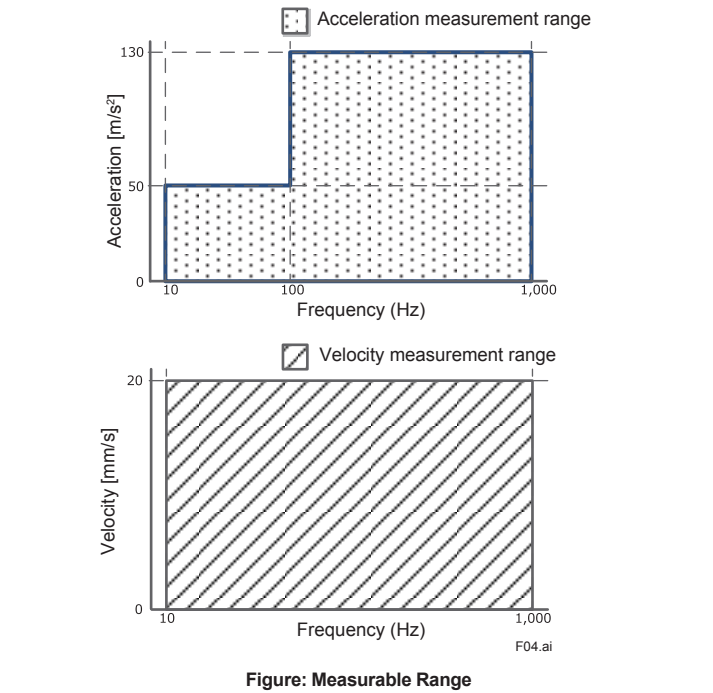 Acceleration measurement range
130
50
0
Acceleration [m/s²]
10 100 1,000
Frequency (Hz)
Velocity measurement range
20
0
Velocity [mm/s]
10 1,000
Frequency (Hz)
F04.ai
Figure: Measurable Range